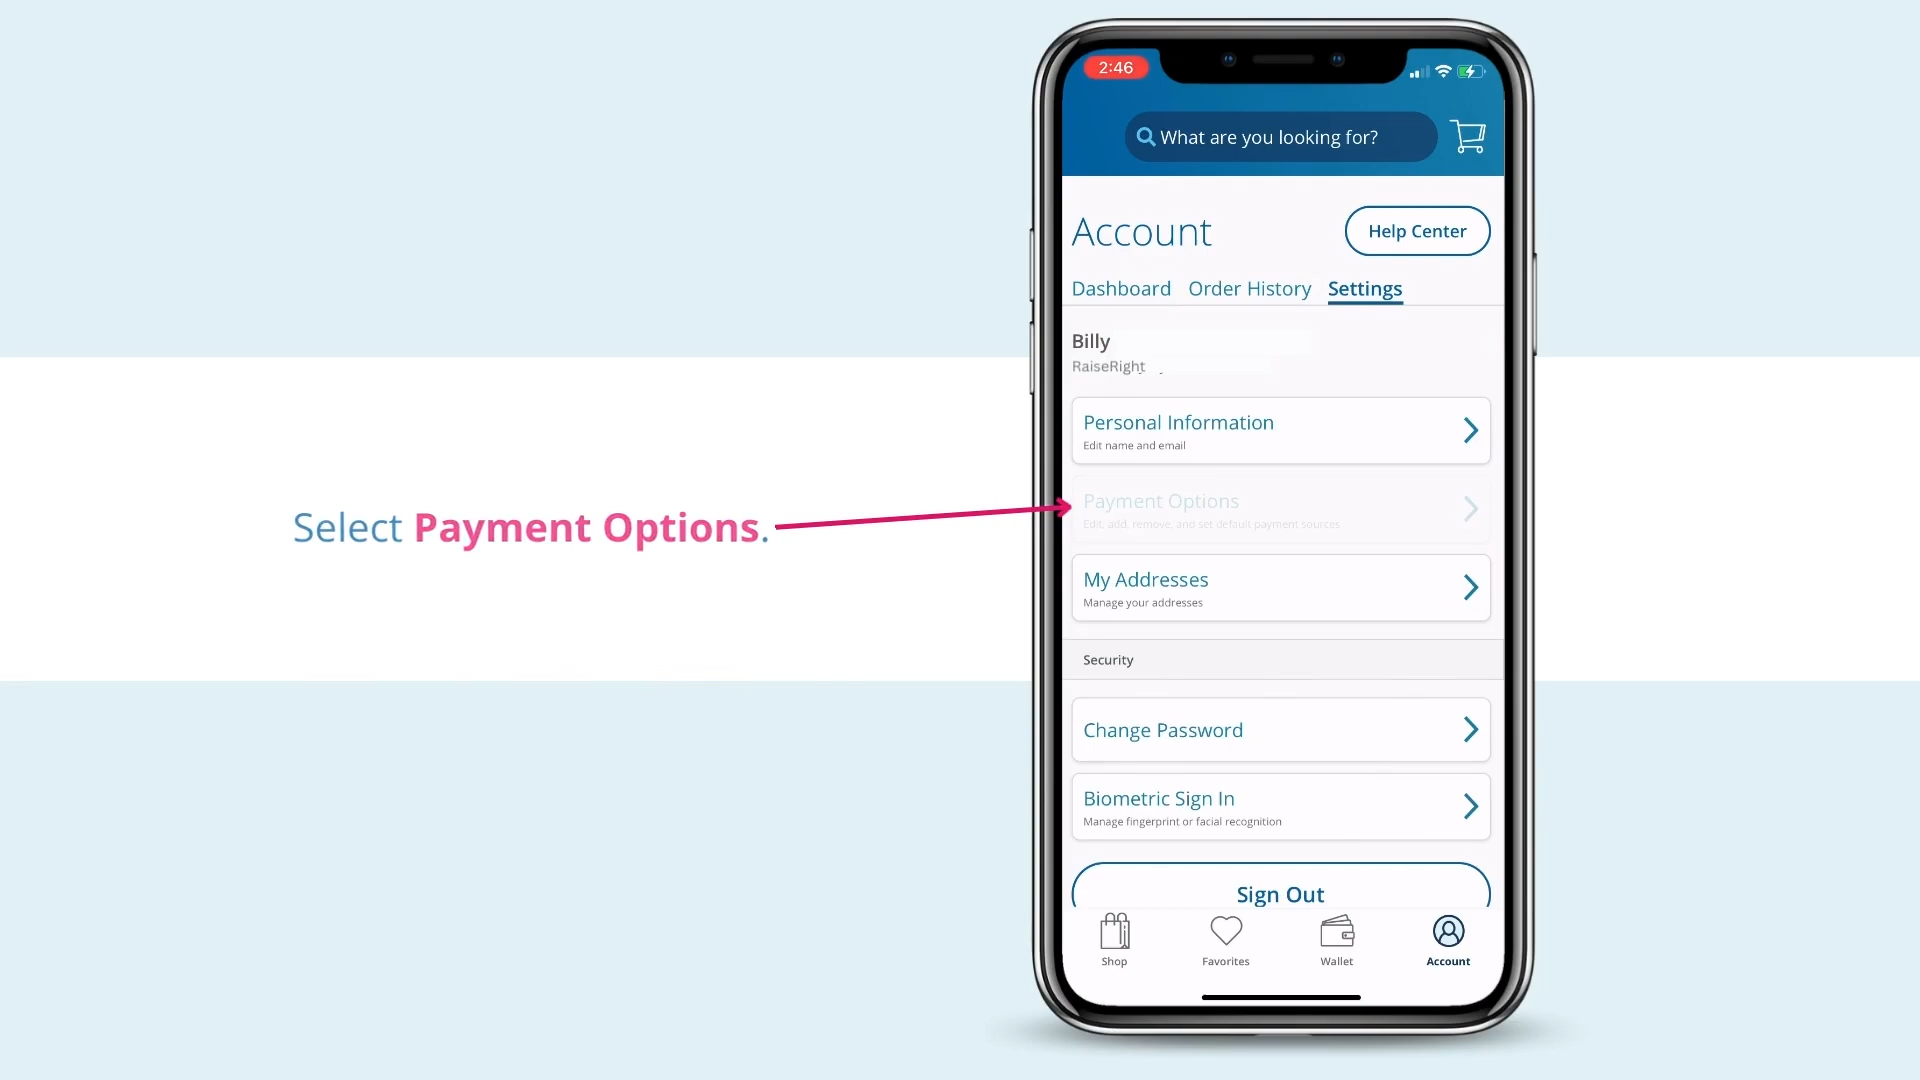 2:46
What are you looking for?
Account
Help Center
Dashboard Order History Settings
Billy
RaiseRight
Personal Information
Edit name and email
Payment Options
Edit, add, remove, and set default payment sources
Select Payment Options.
My Addresses
Manage your addresses
Security
Change Password
Biometric Sign In
Manage fingerprint or facial recognition
Sign Out
Shop Favorites Wallet Account